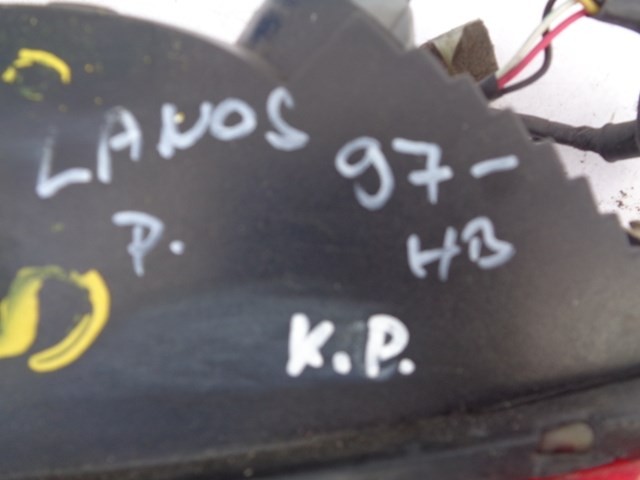 LANOS 97-
P. HB
K.P.